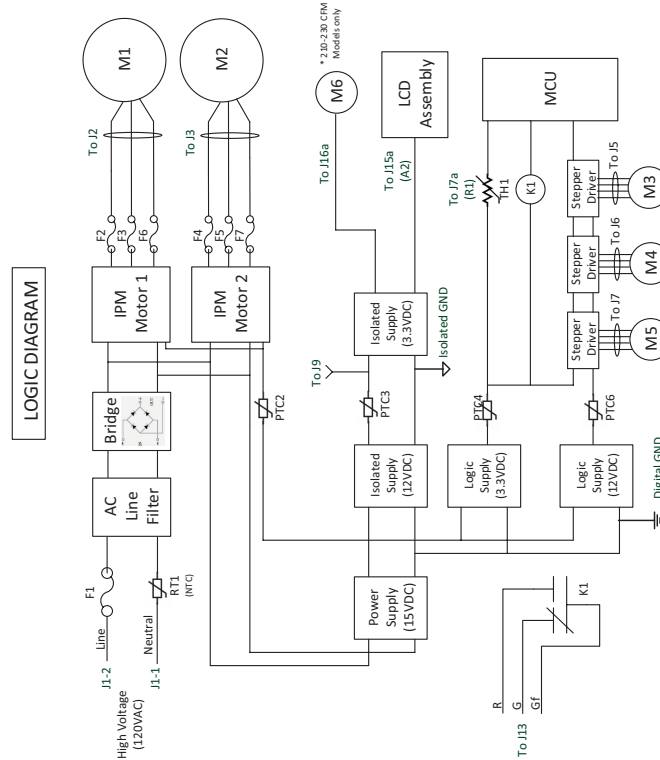 LOGIC DIAGRAM
High Voltage
(120VAC)
J1-2
Line
F1
J1-1
Neutral
RT1
(NTC)
AC
Line
Filter
Bridge
IPM
Motor 1
F2
F3
F6
To J2
M1
IPM
Motor 2
F4
F5
F7
To J3
M2
PTC2
Power
Supply
(15VDC)
Isolated
Supply
(12VDC)
PTC3
To J9
Isolated
Supply
(3.3VDC)
Isolated GND
To J16a
M6
* 210-230 CFM
Models only
To J15a
(A2)
LCD
Assembly
Logic
Supply
(3.3VDC)
PTC4
To J7a
(R1)
TH1
K1
MCU
Logic
Supply
(12VDC)
PTC6
Digital GND
Stepper
Driver
To J7
M5
Stepper
Driver
To J6
M4
Stepper
Driver
To J5
M3
To J13
R
G
Gf
K1